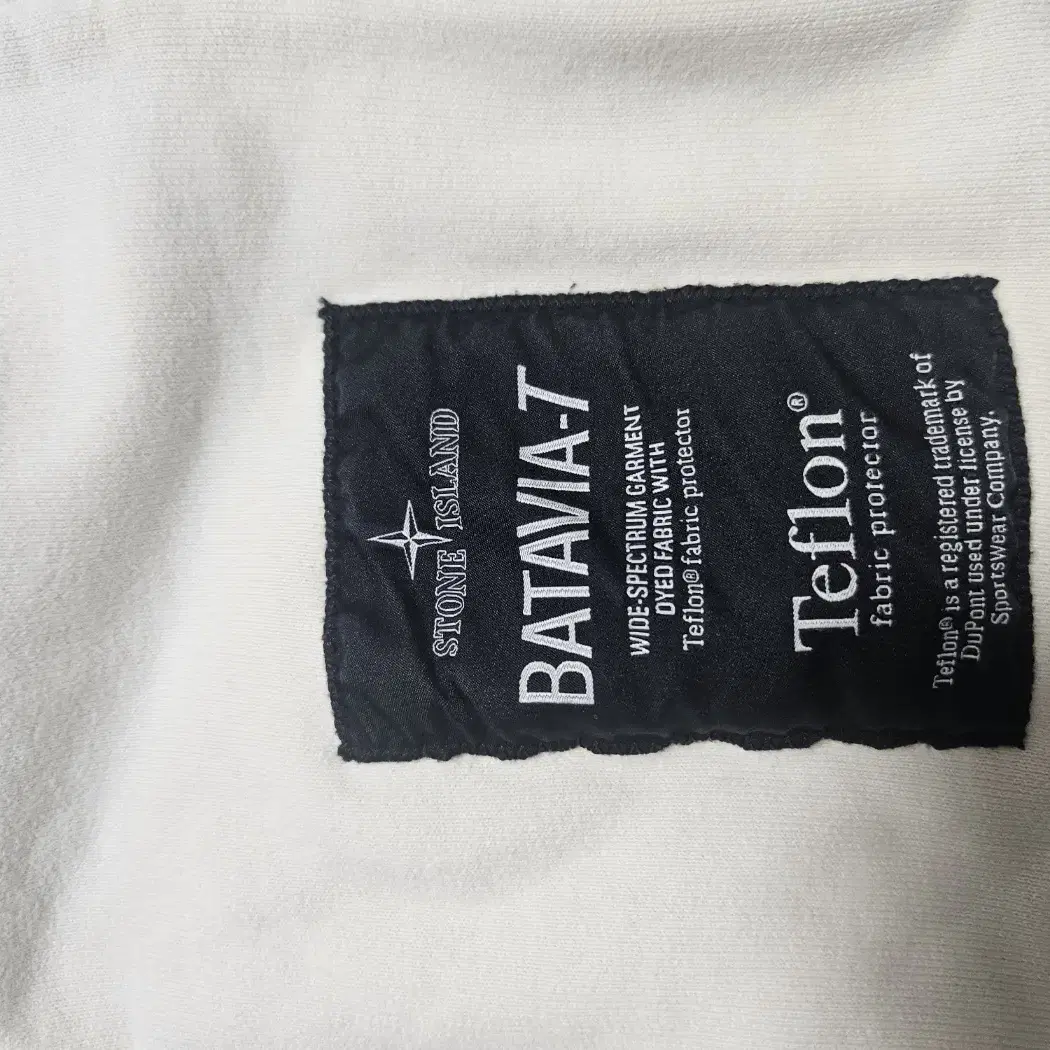 STONE ISLAND
BATAVIA-T
WIDE-SPECTRUM GARMENT
DYED FABRIC WITH
Teflon® fabric protector
Teflon®
fabric protector
Teflon® is a registered trademark of
DuPont used under license by
SportsWear Company.